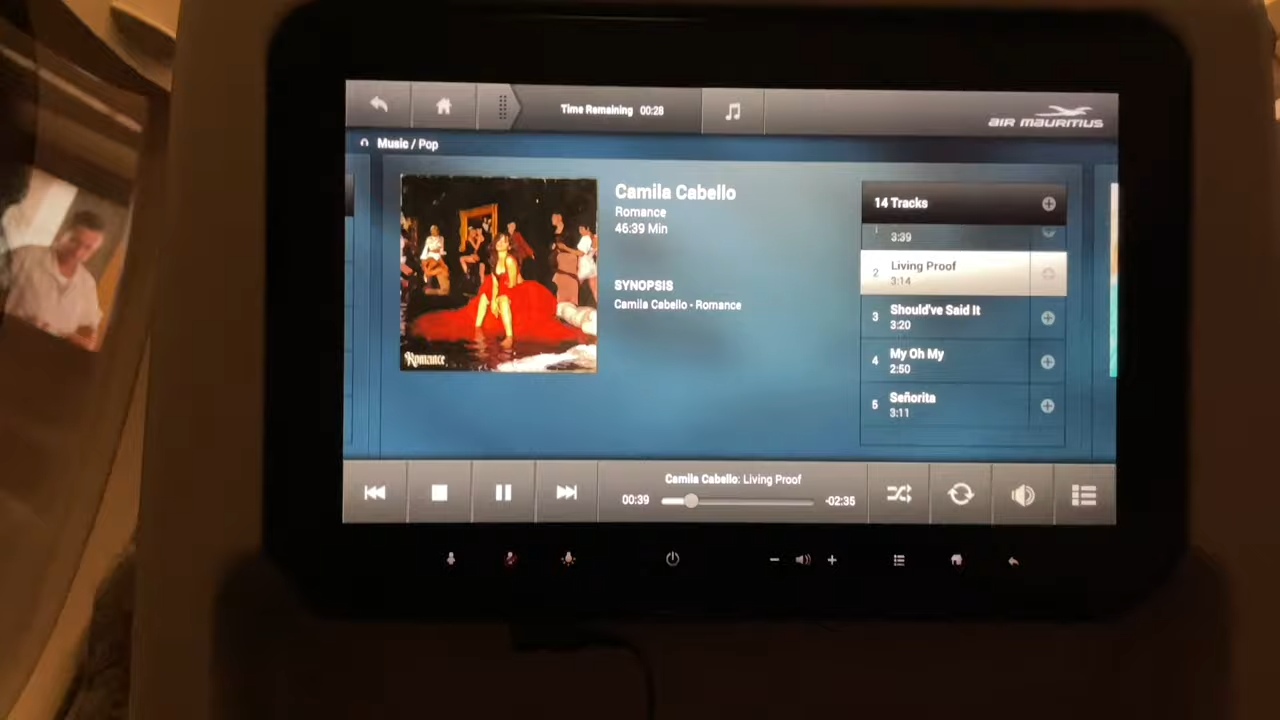 Time Remaining 00:28
AIR MAURITIUS
Music / Pop
Camila Cabello
Romance
46:39 Min
SYNOPSIS
Camila Cabello - Romance
Romance
14 Tracks
1
3:39
2 Living Proof
3:14
3 Should've Said It
3:20
4 My Oh My
2:50
5 Señorita
3:11
Camila Cabello: Living Proof
00:39 -02:35